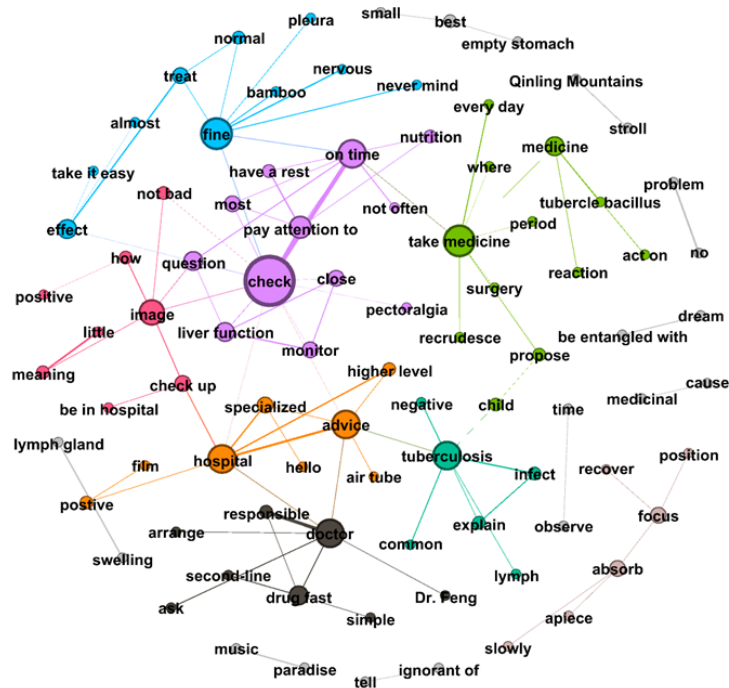 pleura
small
best
normal
empty stomach
treat
nervous
Qinling Mountains
bamboo
never mind
every day
almost
fine
nutrition
stroll
on time
medicine
take it easy
have a rest
where
problem
not bad
most
not often
tubercle bacillus
effect
pay attention to
period
take medicine
no
how
question
act on
close
reaction
positive
check
surgery
pectoralgia
image
dream
little
liver function
recrudesce
be entangled with
monitor
propose
meaning
check up
higher level
cause
be in hospital
specialized
negative
child
medicinal
time
lymph gland
advice
film
hospital
hello
tuberculosis
position
air tube
infect
recover
postive
responsible
focus
arrange
doctor
common
explain
observe
swelling
second-line
lymph
absorb
drug fast
Dr. Feng
ask
simple
apiece
slowly
music
paradise
ignorant of
tell